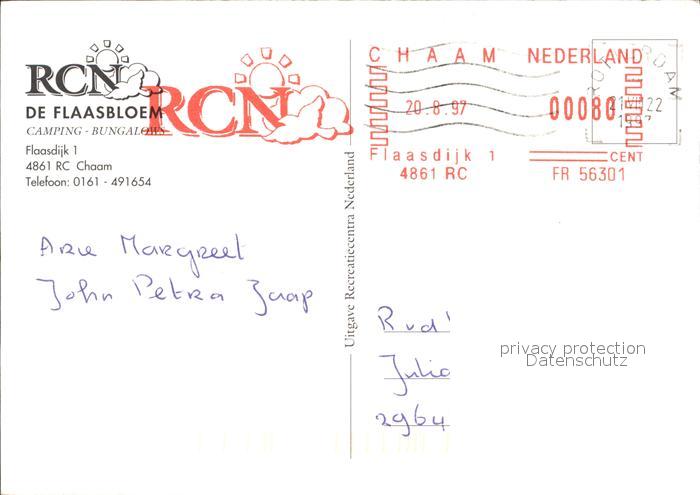 RCN
DE FLAASBLOEM
CAMPING - BUNGALOWS
Flaasdijk 1
4861 RC Chaam
Telefoon: 0161 - 491654
RCN
CHAAM NEDERLAND
20.8.97 00080
CENT
Flaasdijk 1
4861 RC FR 56301
Uitgave Recreatiecentra Nederland
Arie Margreet
John Petra Jaap
Rud'
Julia
2964
privacy protection
Datenschutz